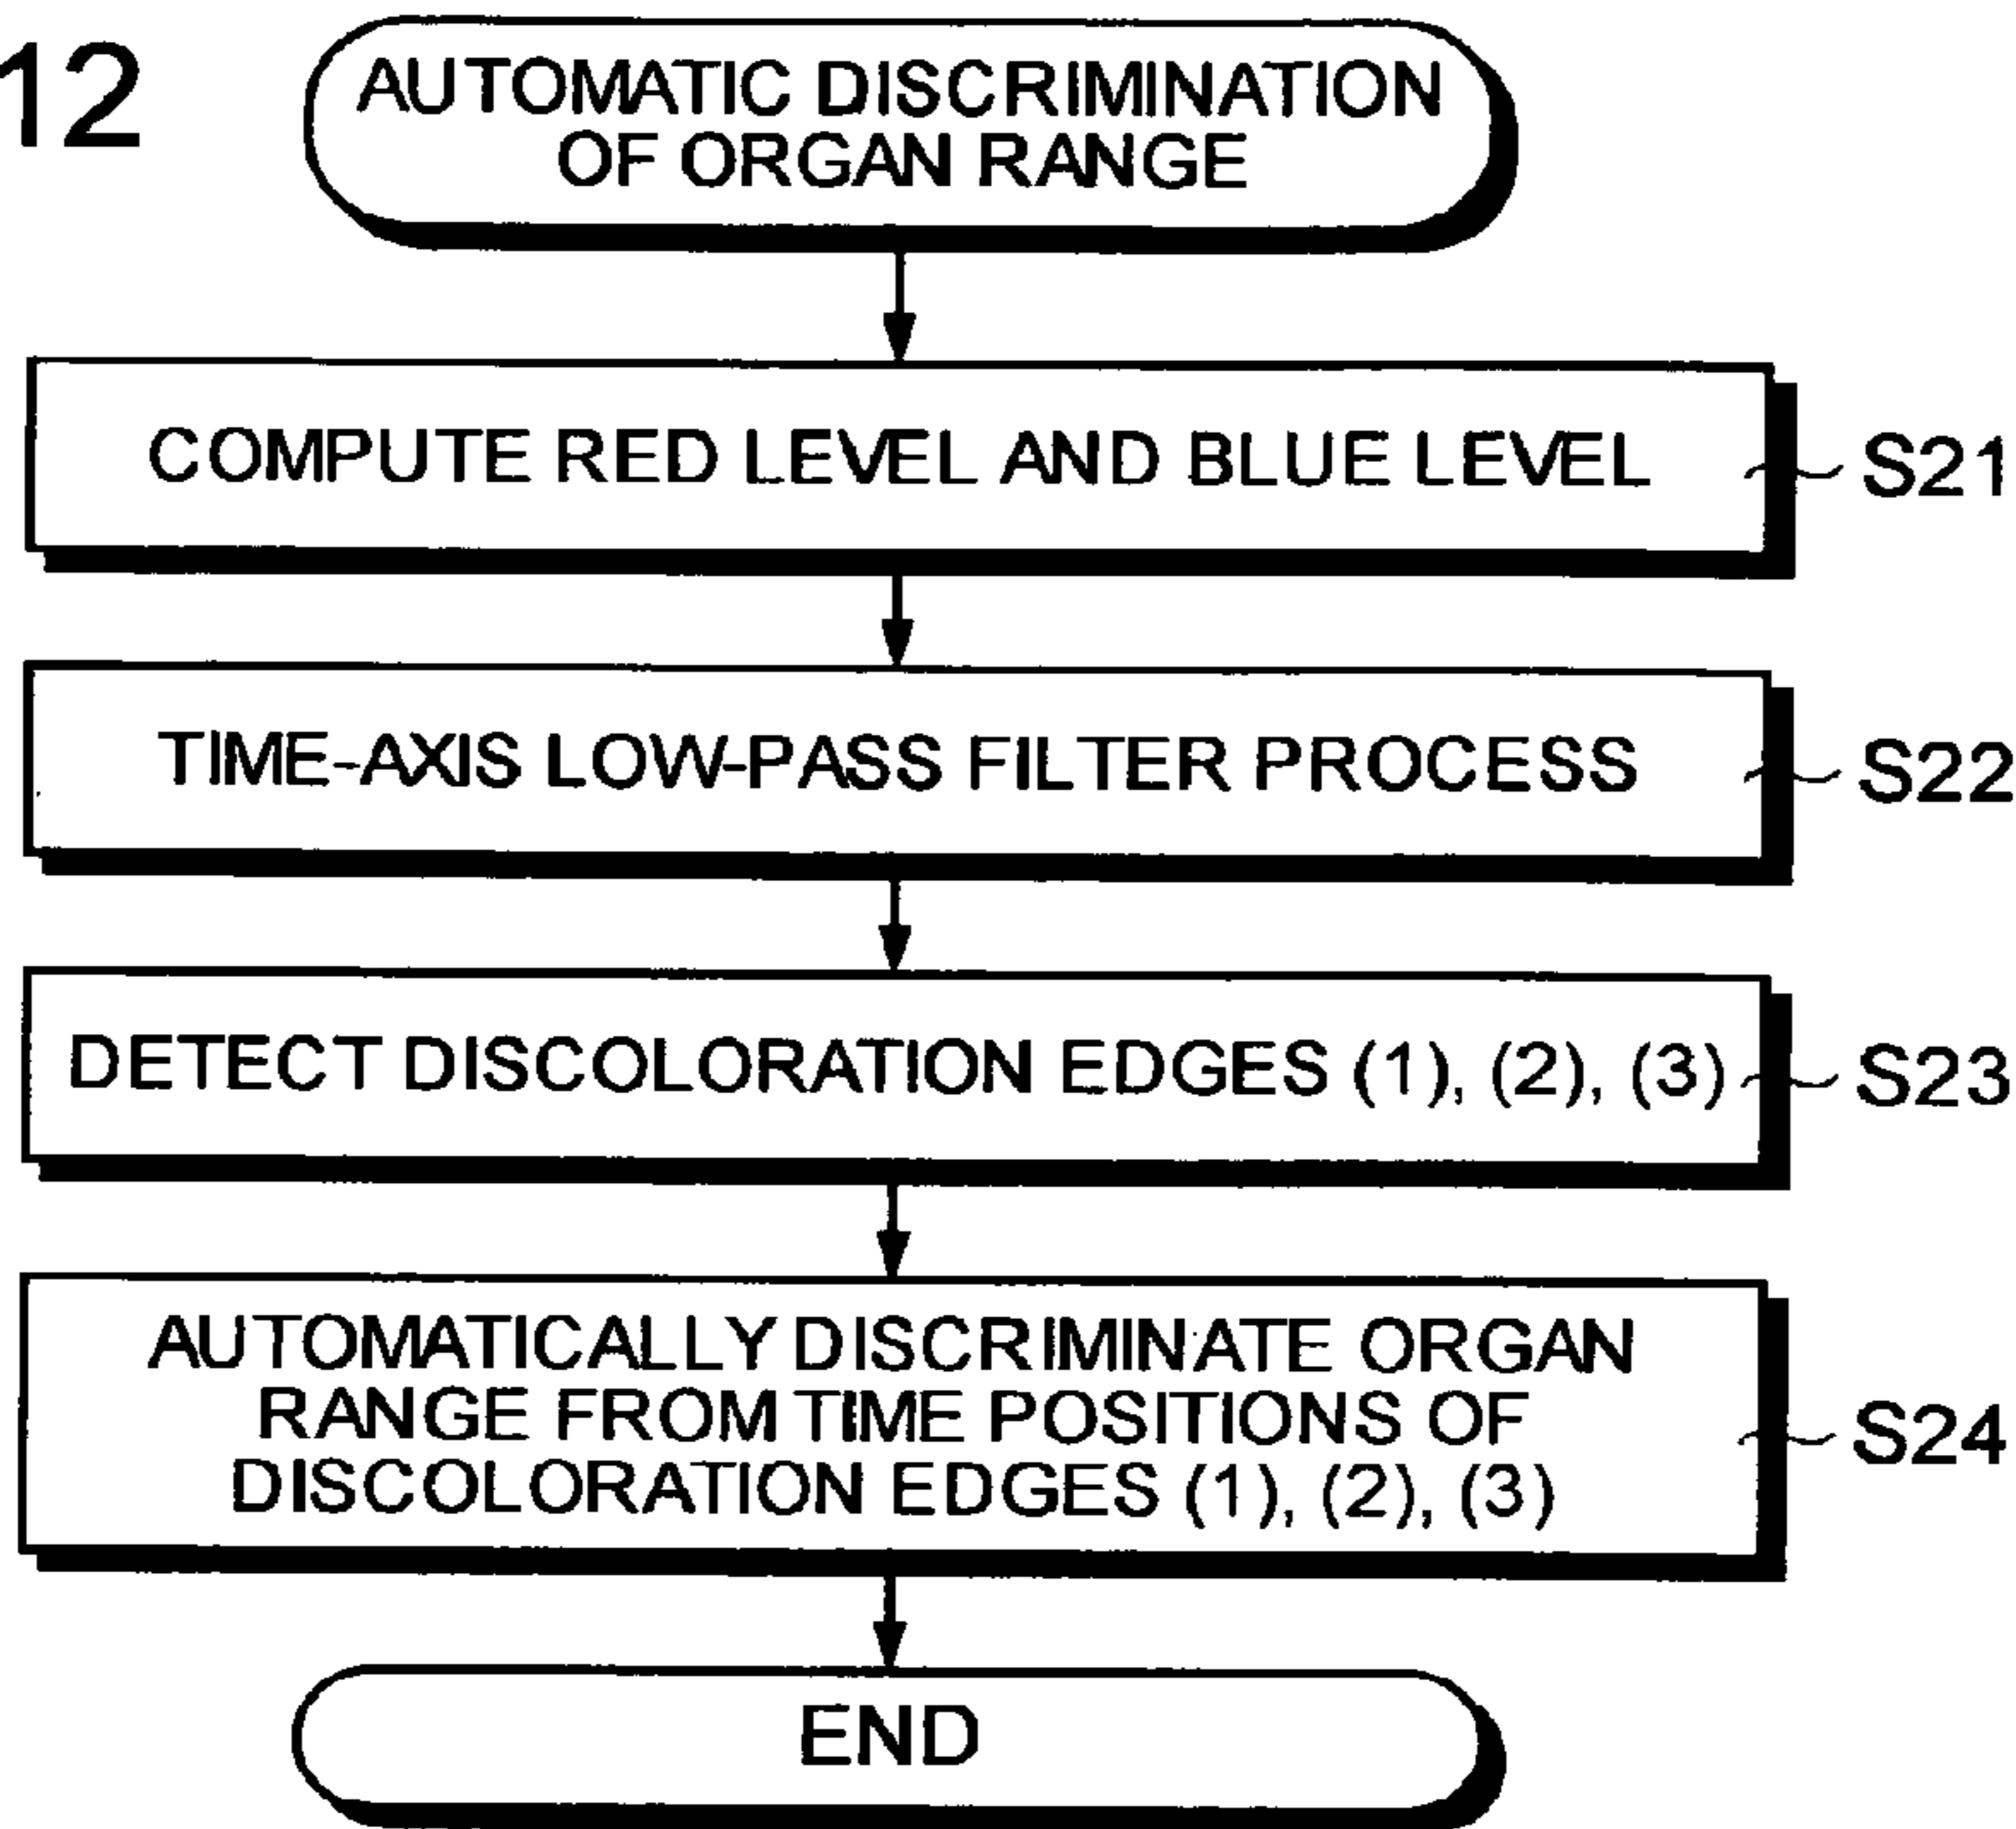 12
AUTOMATIC DISCRIMINATION
OF ORGAN RANGE
COMPUTE RED LEVEL AND BLUE LEVEL
S21
TIME-AXIS LOW-PASS FILTER PROCESS
S22
DETECT DISCOLORATION EDGES (1), (2), (3)
S23
AUTOMATICALLY DISCRIMINATE ORGAN
RANGE FROM TIME POSITIONS OF
DISCOLORATION EDGES (1), (2), (3)
S24
END